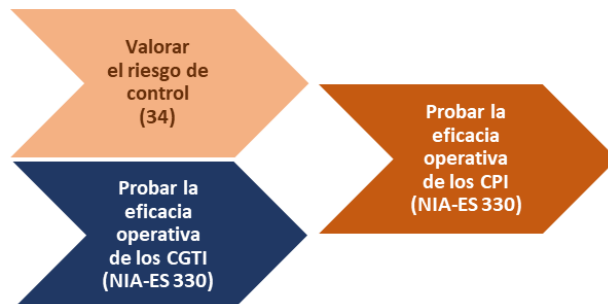 Valorar
el riesgo de
control
(34)
Probar la
eficacia
operativa
de los CGTI
(NIA-ES 330)
Probar la
eficacia
operativa
de los CPI
(NIA-ES 330)